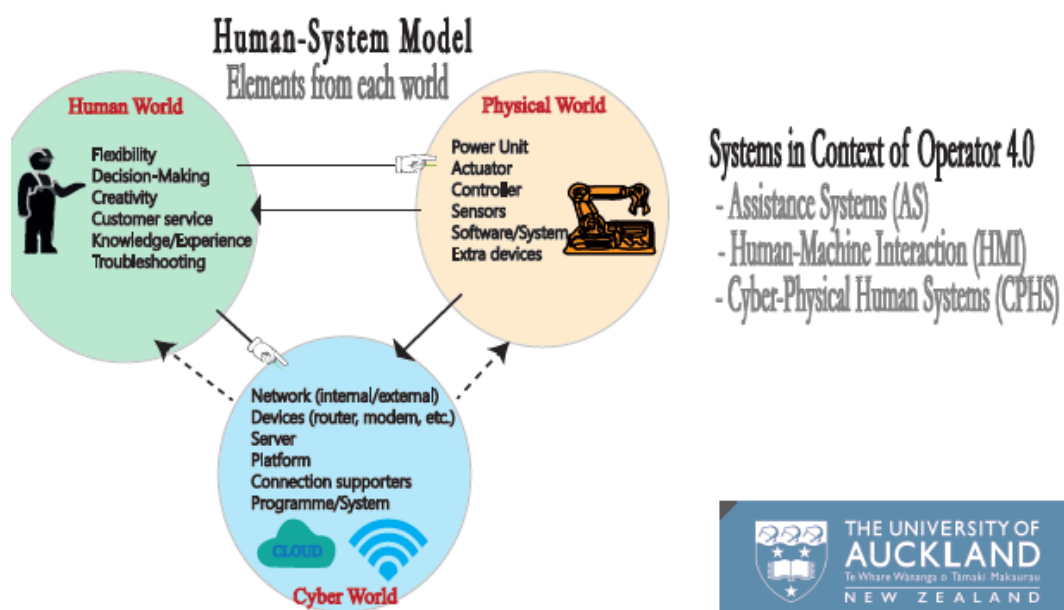 Human-System Model
Elements from each world
Human World
Flexibility
Decision-Making
Creativity
Customer service
Knowledge/Experience
Troubleshooting
Physical World
Power Unit
Actuator
Controller
Sensors
Software/System
Extra devices
Network (internal/external)
Devices (router, modem, etc.)
Server
Platform
Connection supporters
Programme/System
CLOUD
Cyber World
Systems in Context of Operator 4.0
- Assistance Systems (AS)
- Human-Machine Interaction (HMI)
- Cyber-Physical Human Systems (CPHS)
THE UNIVERSITY OF
AUCKLAND
Te Whare Wananga o Tamaki Makaurau
NEW ZEALAND